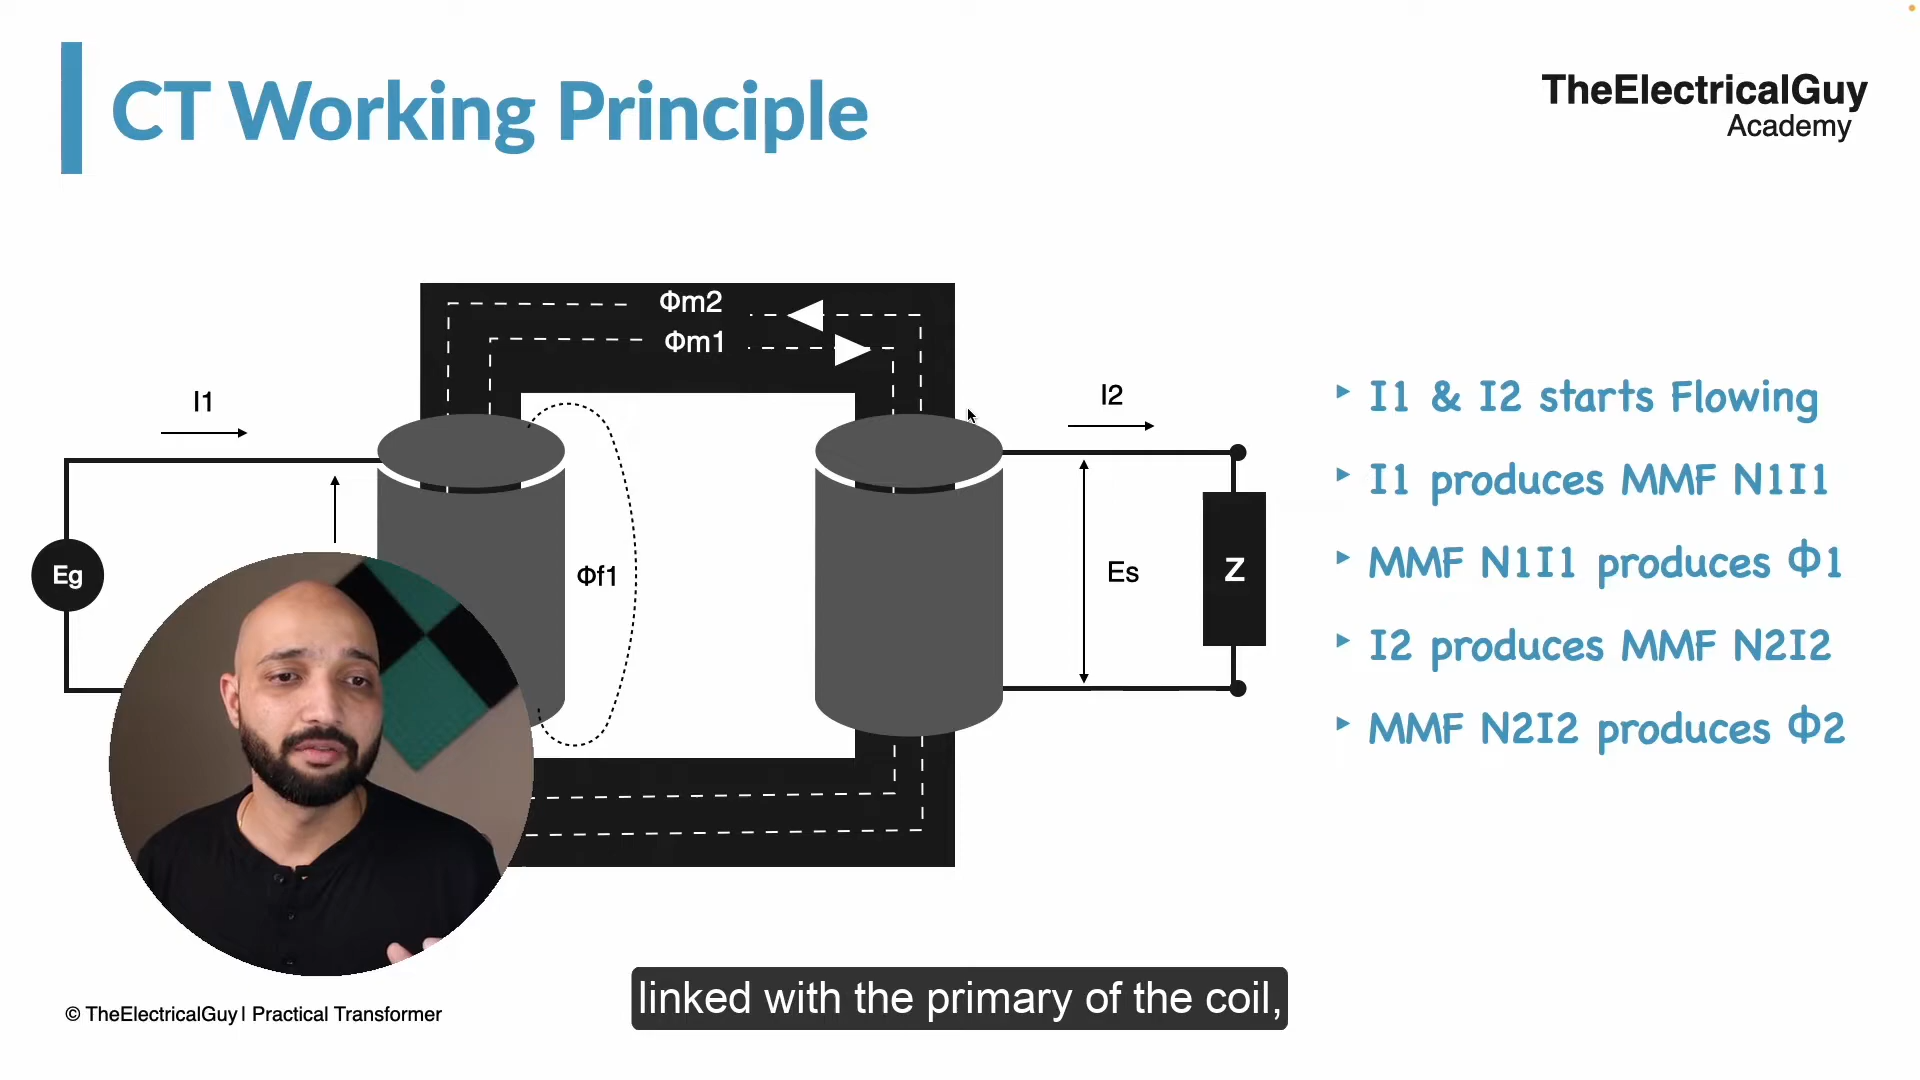 CT Working Principle
TheElectricalGuy
Academy
Φm2
Φm1
I1
I2
Eg
Φf1
Es
Z
‣ I1 & I2 starts Flowing
‣ I1 produces MMF N1I1
‣ MMF N1I1 produces Φ1
‣ I2 produces MMF N2I2
‣ MMF N2I2 produces Φ2
linked with the primary of the coil,
© TheElectricalGuy | Practical Transformer